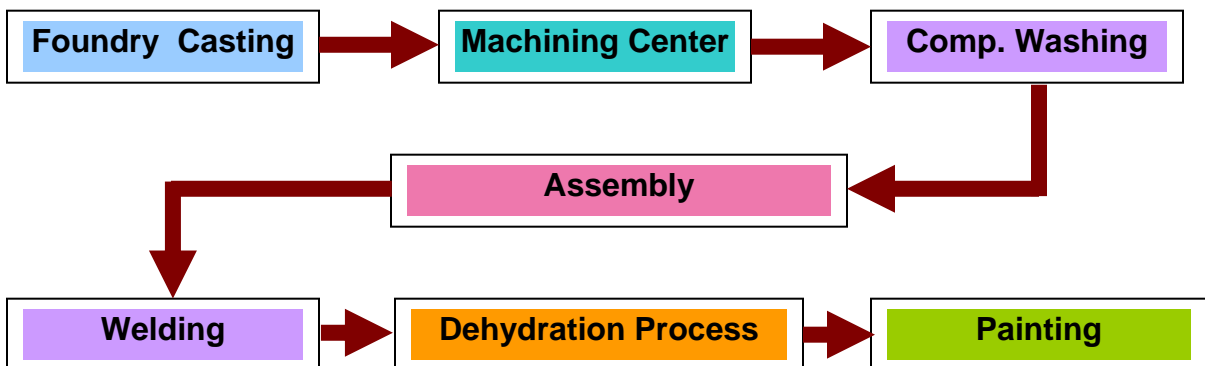 Foundry  Casting
Machining Center
Comp. Washing
Assembly
Welding
Dehydration Process
Painting